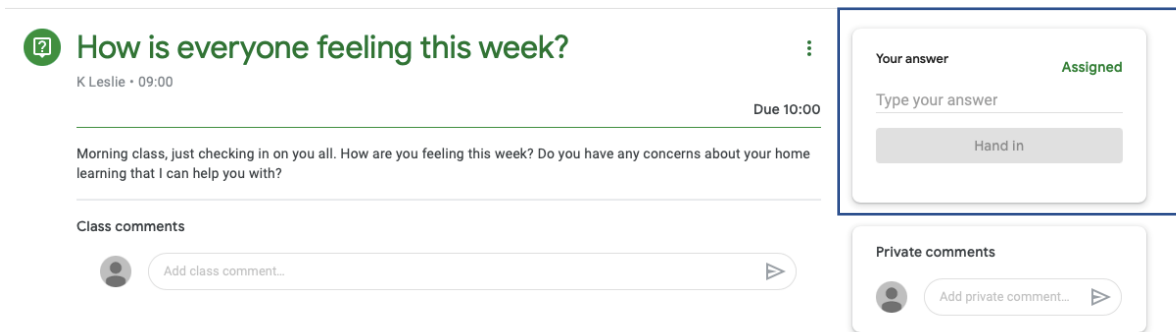 How is everyone feeling this week?
K Leslie • 09:00
Due 10:00
Morning class, just checking in on you all. How are you feeling this week? Do you have any concerns about your home
learning that I can help you with?
Class comments
Add class comment...
Your answer
Assigned
Type your answer
Hand in
Private comments
Add private comment...